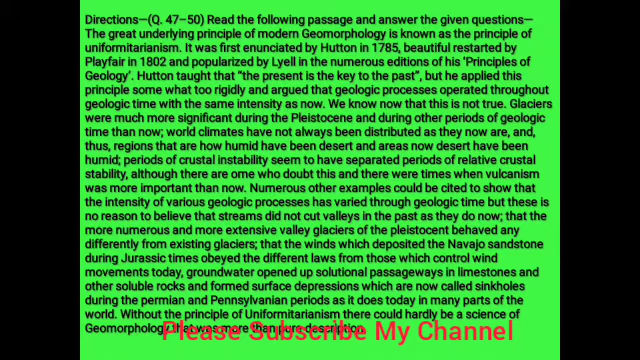 Directions—(Q. 47–50) Read the following passage and answer the given questions—
The great underlying principle of modern Geomorphology is known as the principle of
uniformitarianism. It was first enunciated by Hutton in 1785, beautiful restarted by
Playfair in 1802 and popularized by Lyell in the numerous editions of his 'Principles of
Geology'. Hutton taught that “the present is the key to the past”, but he applied this
principle some what too rigidly and argued that geologic processes operated throughout
geologic time with the same intensity as now. We know now that this is not true. Glaciers
were much more significant during the Pleistocene and during other periods of geologic
time than now; world climates have not always been distributed as they now are, and,
thus, regions that are how humid have been desert and areas now desert have been
humid; periods of crustal instability seem to have separated periods of relative crustal
stability, although there are ome who doubt this and there were times when vulcanism
was more important than now. Numerous other examples could be cited to show that
the intensity of various geologic processes has varied through geologic time but these is
no reason to believe that streams did not cut valleys in the past as they do now; that the
more numerous and more extensive valley glaciers of the pleistocent behaved any
differently from existing glaciers; that the winds which deposited the Navajo sandstone
during Jurassic times obeyed the different laws from those which control wind
movements today, groundwater opened up solutional passageways in limestones and
other soluble rocks and formed surface depressions which are now called sinkholes
during the permian and Pennsylvanian periods as it does today in many parts of the
world. Without the principle of Uniformitarianism there could hardly be a science of
Geomorphology that was more than pure description.
Please Subscribe My Channel